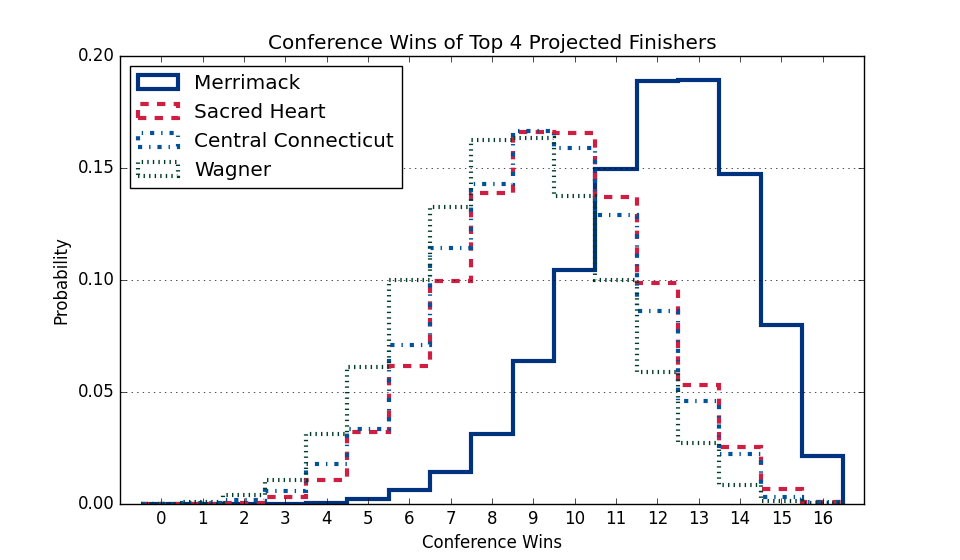 Conference Wins of Top 4 Projected Finishers
Merrimack
Sacred Heart
Central Connecticut
Wagner
Probability
0.20
0.15
0.10
0.05
0.00
0 1 2 3 4 5 6 7 8 9 10 11 12 13 14 15 16
Conference Wins